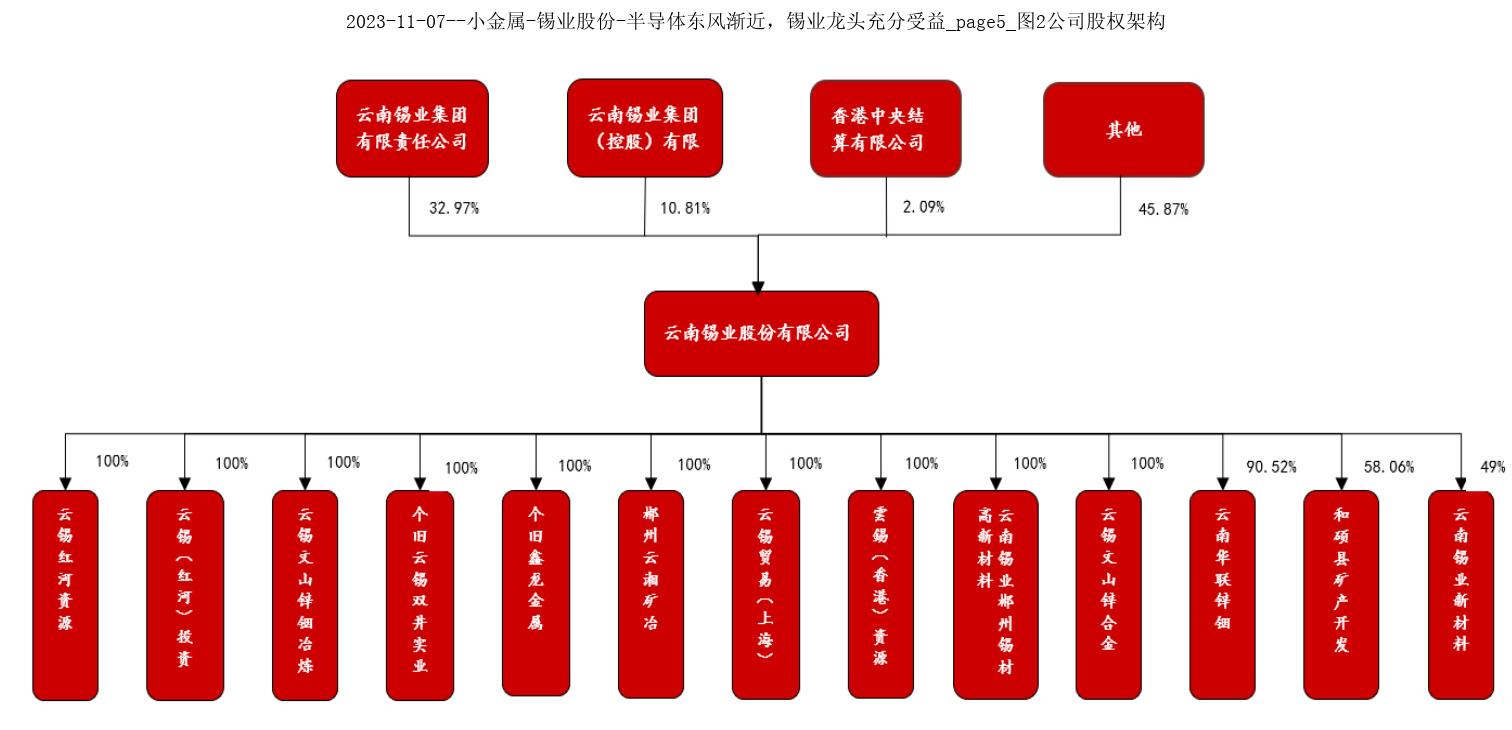 2023-11-07--小金属-锡业股份-半导体东风渐近，锡业龙头充分受益_page5_图2公司股权架构
云南锡业集团
有限责任公司
云南锡业集团
（控股）有限
香港中央结
算有限公司
其他
32.97%
10.81%
2.09%
45.87%
云南锡业股份有限公司
100%
100%
100%
100%
100%
100%
100%
100%
100%
100%
90.52%
58.06%
49%
云锡红河资源
云锡（红河）投资
云锡文山锌铟冶炼
个旧云锡双井实业
个旧鑫龙金属
郴州云湘矿冶
云锡贸易（上海）
雲錫（香港）資源
云南锡业郴州锡材
高新材料
云锡文山锌合金
云南华联锌铟
和硕县矿产开发
云南锡业新材料